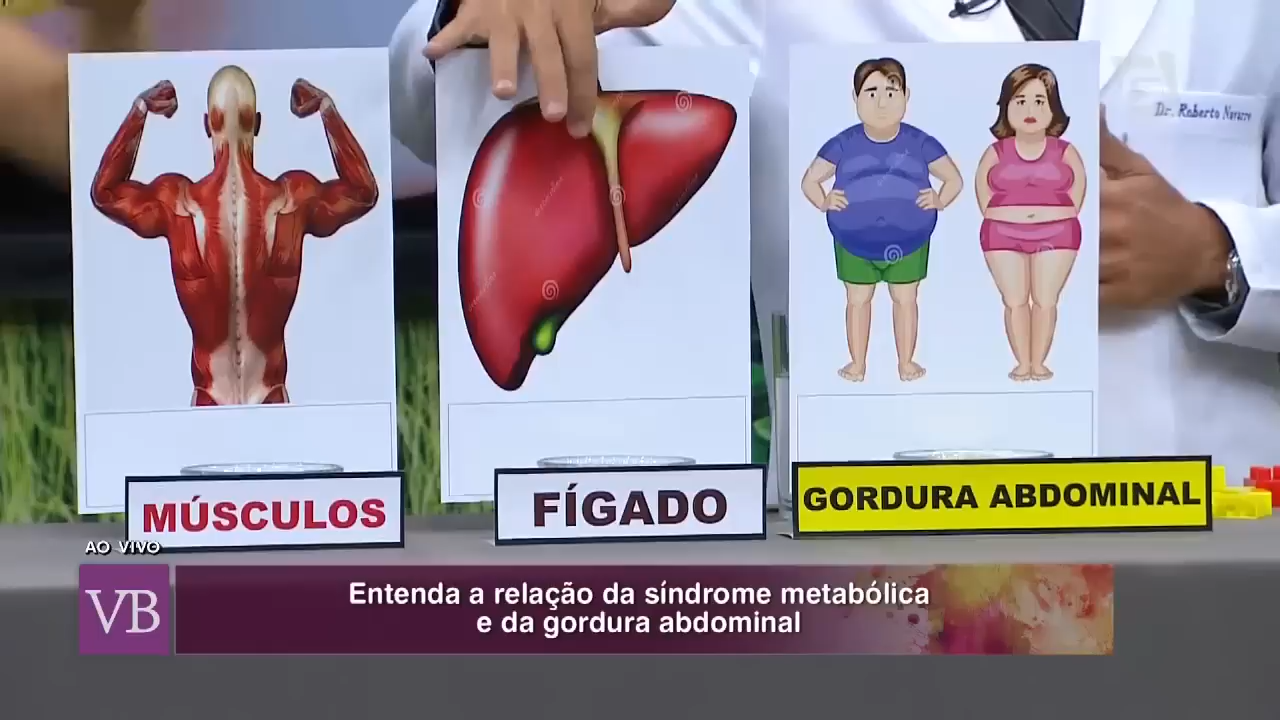 Dr. Roberto Navarro
MÚSCULOS
FÍGADO
GORDURA ABDOMINAL
AO VIVO
VB
Entenda a relação da síndrome metabólica
e da gordura abdominal